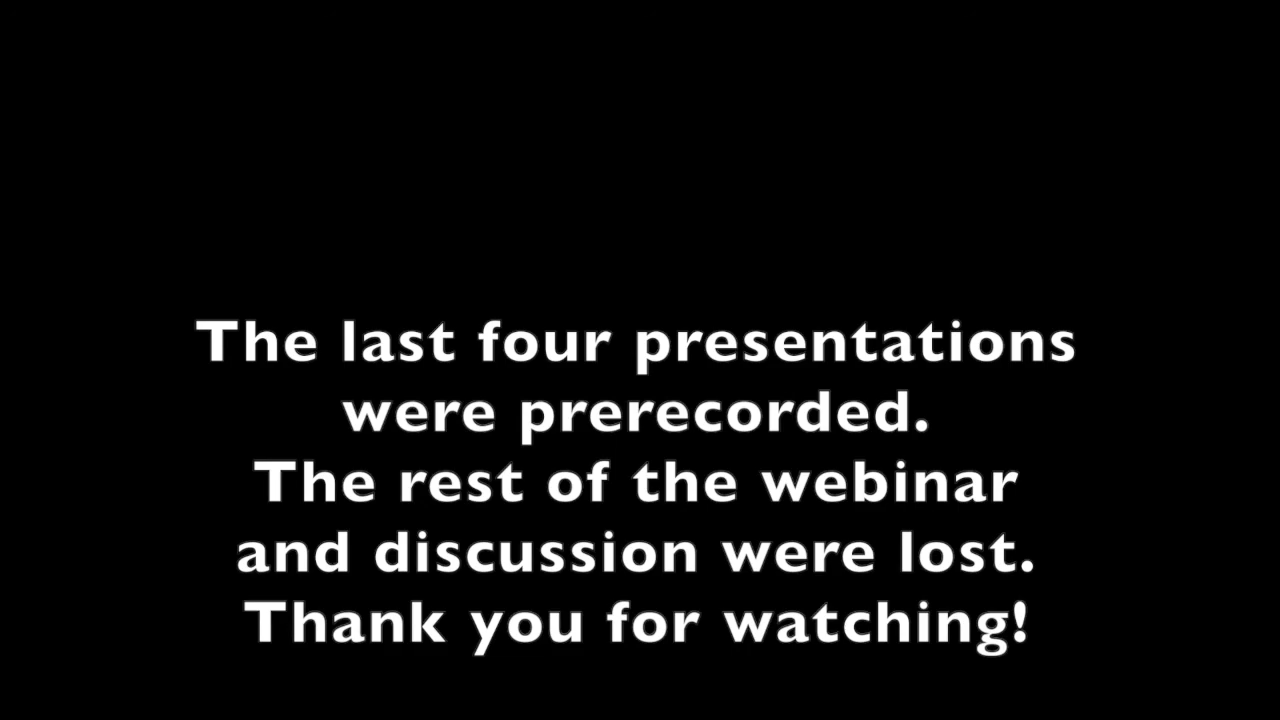 The last four presentations
were prerecorded.
The rest of the webinar
and discussion were lost.
Thank you for watching!